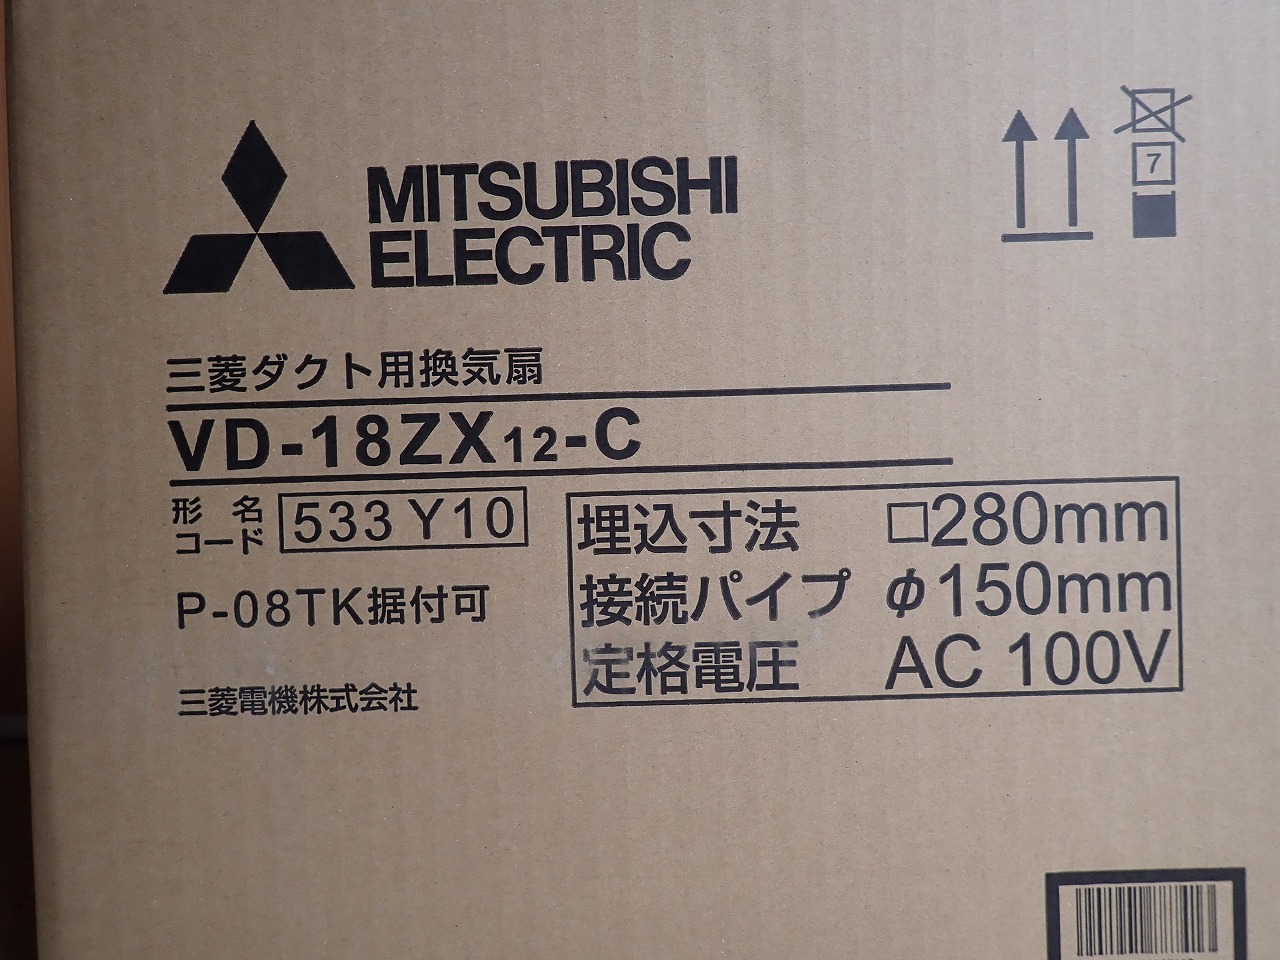 MITSUBISHI
ELECTRIC
7
三菱ダクト用換気扇
VD-18ZX12-C
形名
コード
533 Y10
P-08TK据付可
三菱電機株式会社
埋込寸法 □280mm
接続パイプ φ150mm
定格電圧 AC 100V